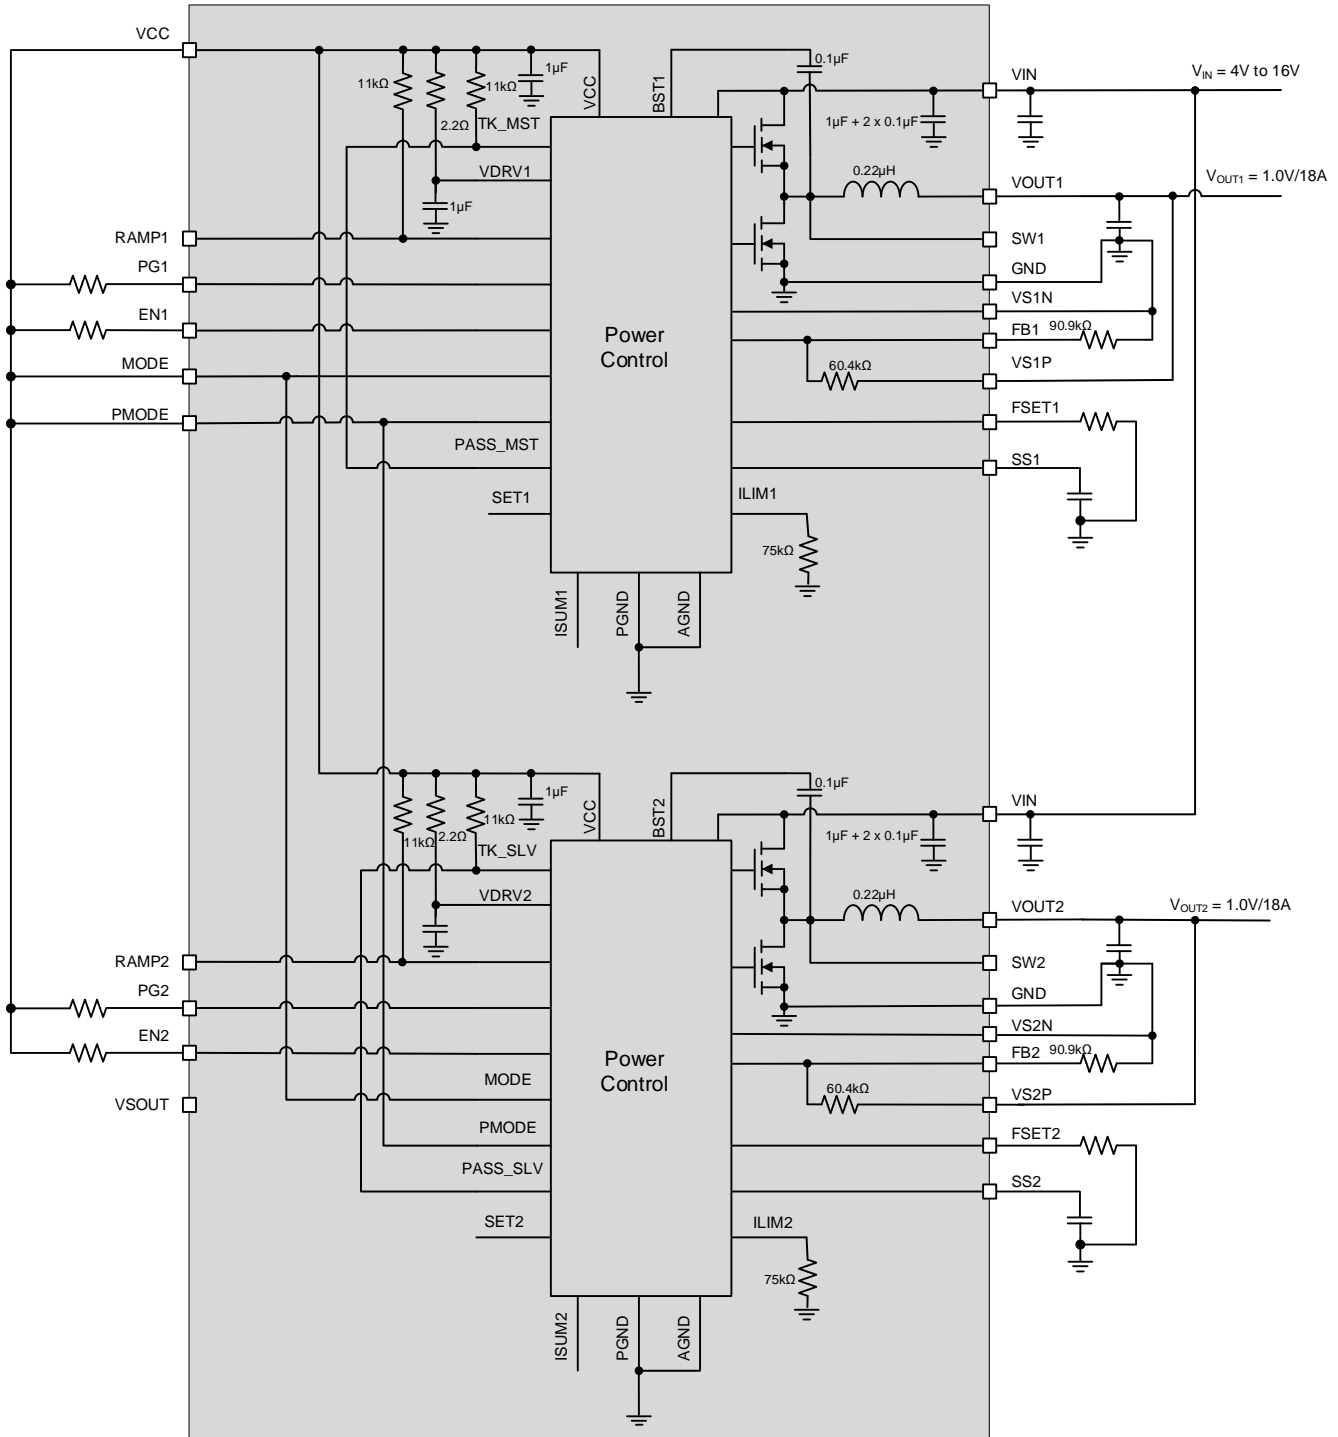 VCC
11kΩ
2.2Ω
11kΩ
1µF
VCC
BST1
0.1µF
VIN
V_IN = 4V to 16V
TK_MST
1µF + 2 x 0.1µF
VDRV1
1µF
0.22µH
VOUT1
V_OUT1 = 1.0V/18A
RAMP1
SW1
PG1
GND
EN1
VS1N
Power
Control
FB1
90.9kΩ
MODE
60.4kΩ
VS1P
PMODE
FSET1
PASS_MST
SS1
SET1
ILIM1
75kΩ
ISUM1
PGND
AGND
11kΩ
2.2Ω
11kΩ
1µF
VCC
BST2
0.1µF
VIN
TK_SLV
1µF + 2 x 0.1µF
VDRV2
0.22µH
VOUT2
V_OUT2 = 1.0V/18A
RAMP2
SW2
PG2
GND
EN2
VS2N
Power
Control
FB2
90.9kΩ
MODE
60.4kΩ
VSOUT
VS2P
PMODE
FSET2
PASS_SLV
SS2
SET2
ILIM2
75kΩ
ISUM2
PGND
AGND